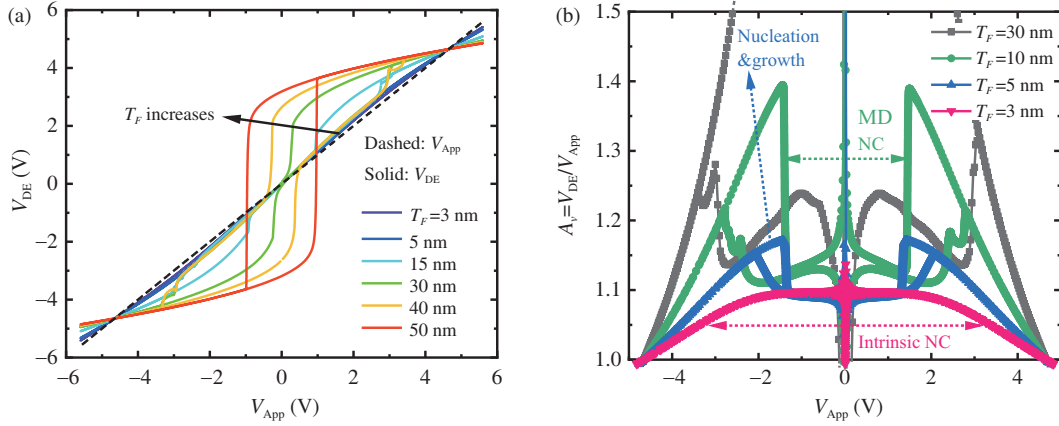 (a)
6
4
2
0
−2
−4
−6
V_DE (V)
T_F increases
Dashed: V_App
Solid: V_DE
T_F=3 nm
5 nm
15 nm
30 nm
40 nm
50 nm
−6 −4 −2 0 2 4 6
V_App (V)
(b)
1.5
1.4
1.3
1.2
1.1
1.0
A_v=V_DE/V_App
Nucleation
&growth
MD
NC
T_F=30 nm
T_F=10 nm
T_F=5 nm
T_F=3 nm
Intrinsic NC
−4 −2 0 2 4
V_App (V)